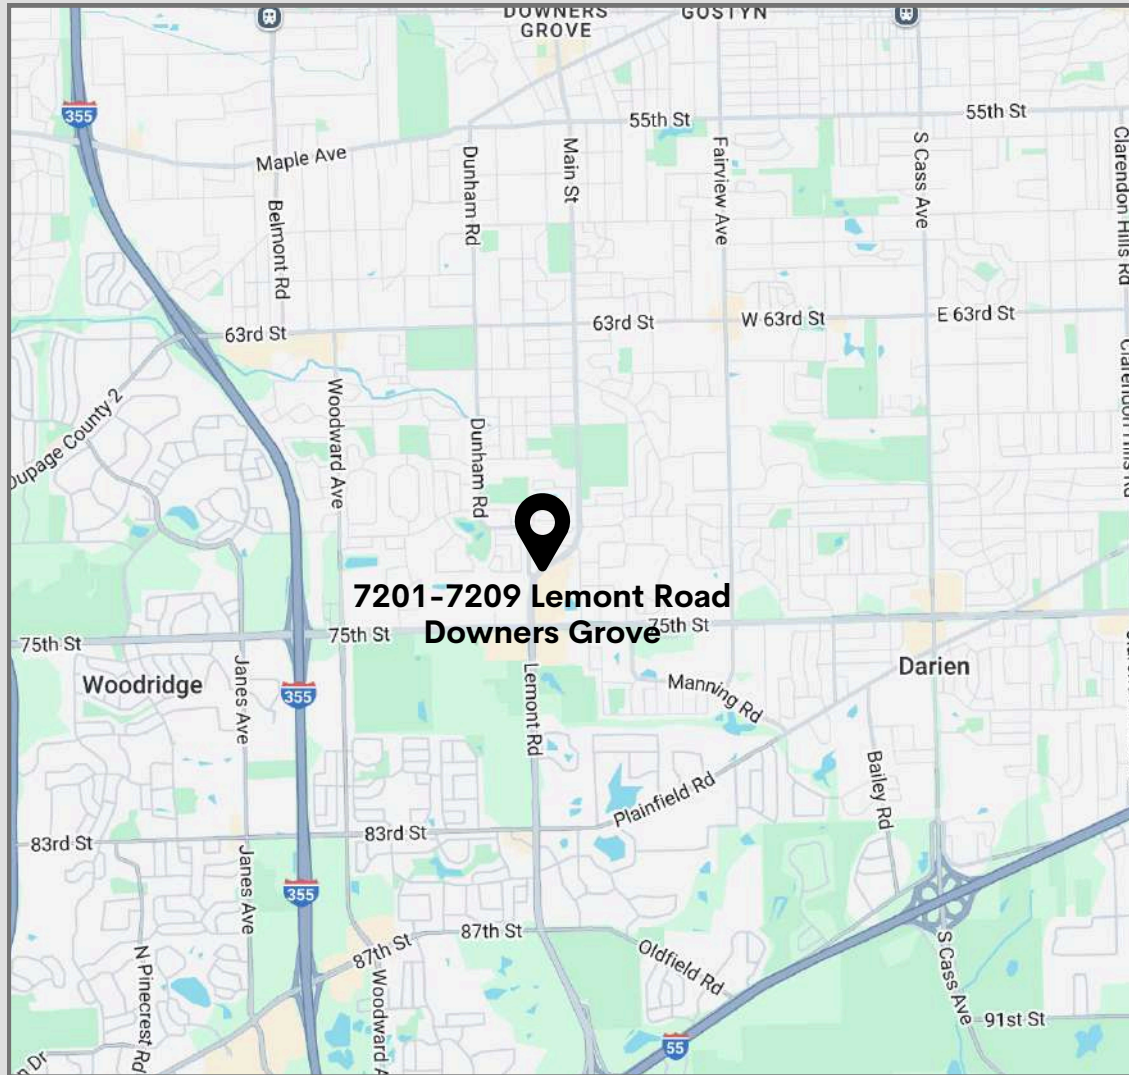 DOWNERS
GROVE
GOSTYN
355
55th St
55th St
Maple Ave
Belmont Rd
Dunham Rd
Main St
Fairview Ave
S Cass Ave
Clarendon Hills Rd
63rd St
63rd St
W 63rd St
E 63rd St
Dupage County 2
Woodward Ave
Dunham Rd
Clarendon Hills Rd
7201-7209 Lemont Road
Downers Grove
75th St
75th St
75th St
Woodridge
Janes Ave
355
Lemont Rd
Manning Rd
Darien
Bailey Rd
Plainfield Rd
83rd St
83rd St
Janes Ave
355
N Pinecrest Rd
87th St
87th St
Woodward A
Oldfield Rd
S Cass Ave
91st St
55
n Dr